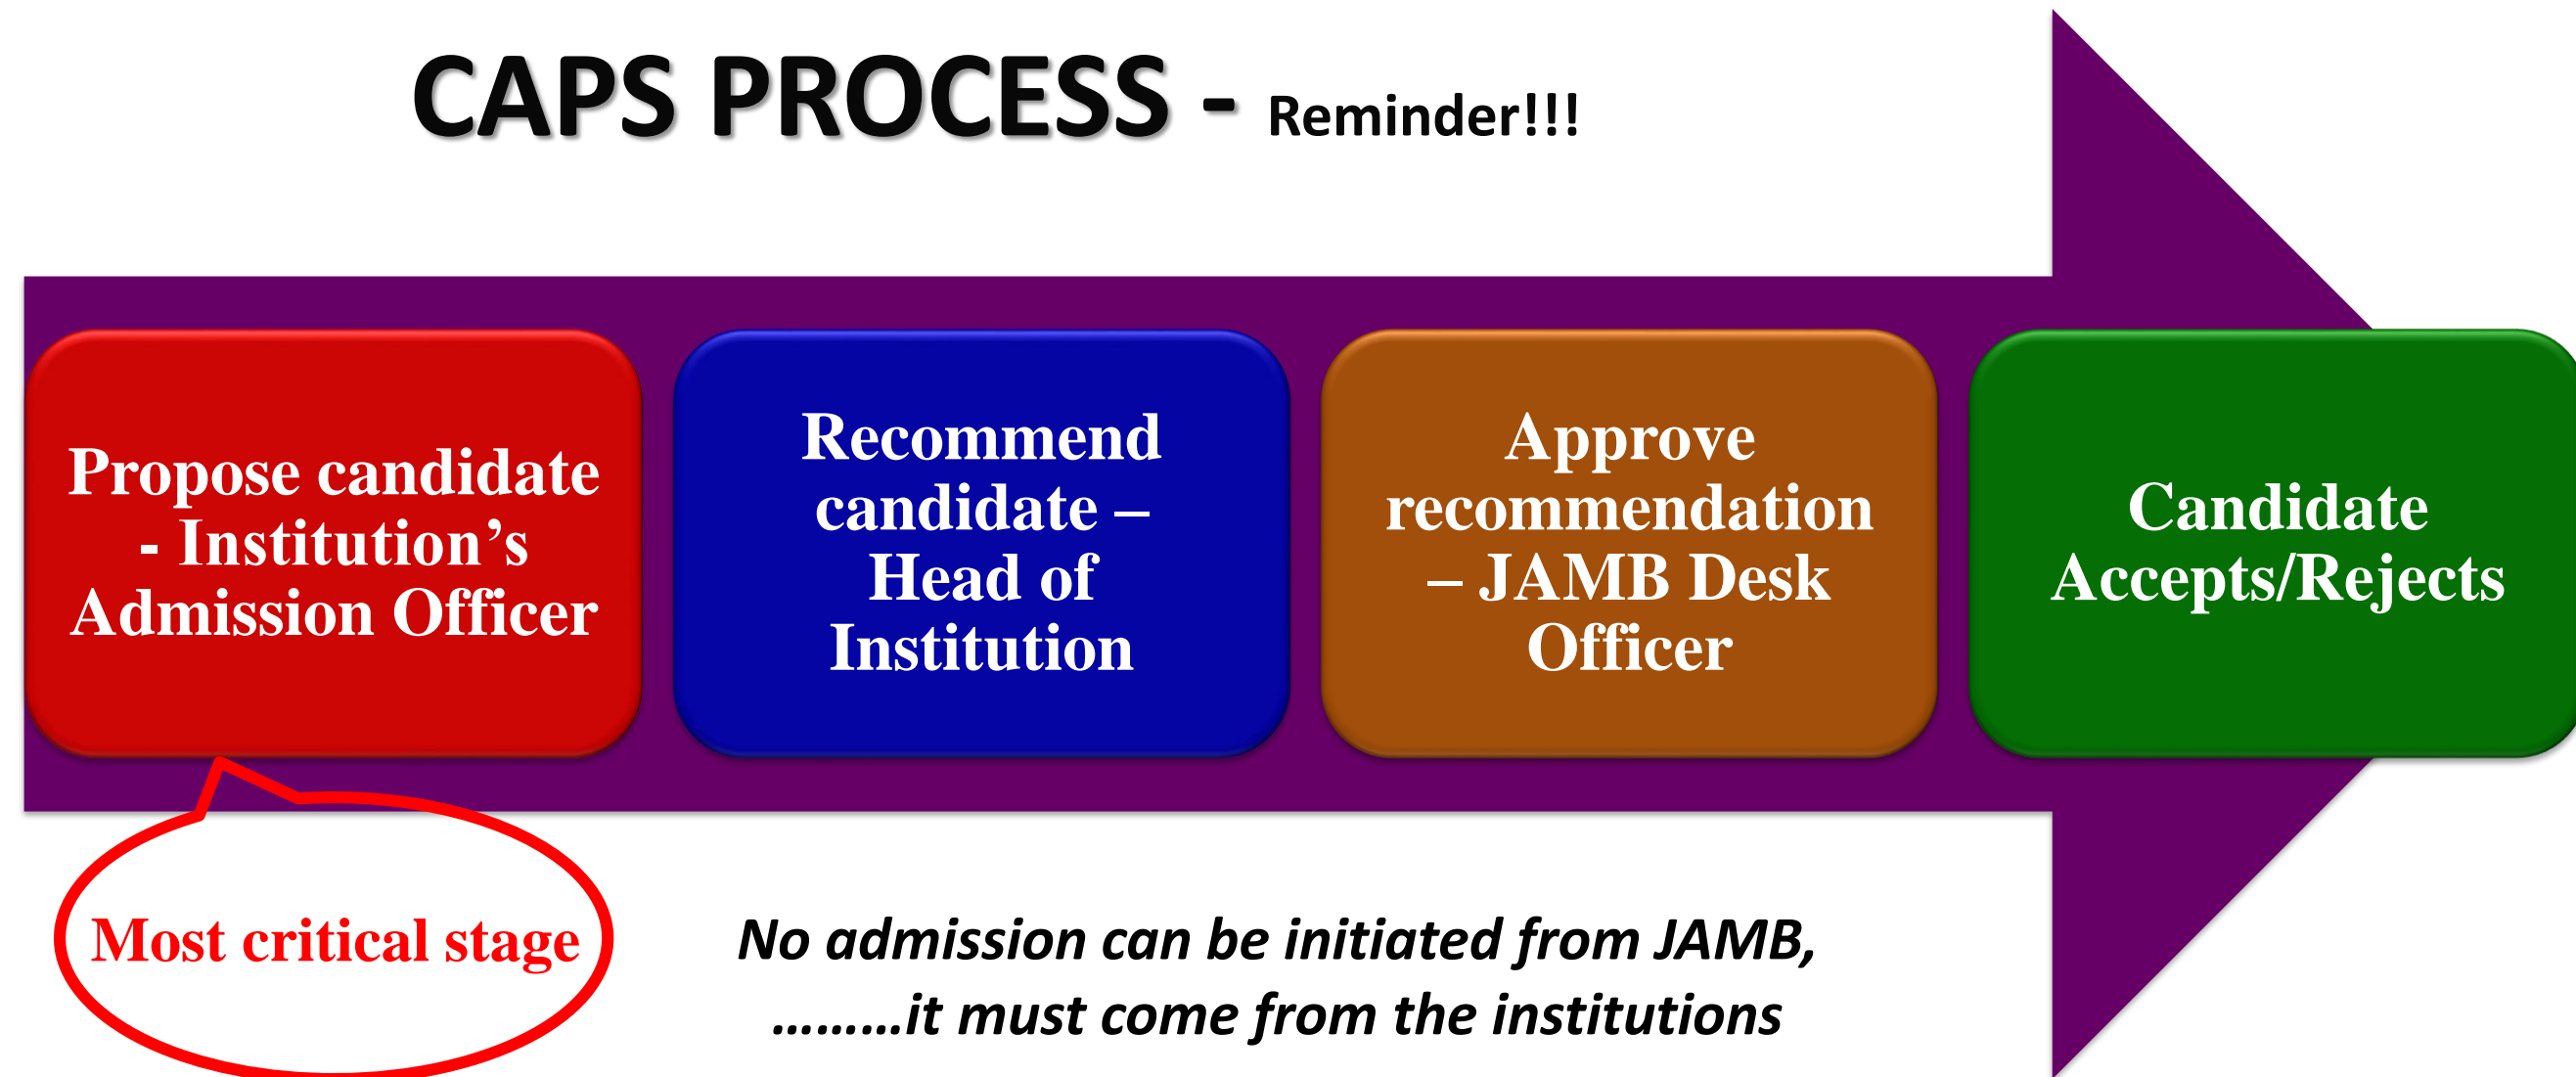 CAPS PROCESS - Reminder!!!
Propose candidate
- Institution’s
Admission Officer
Recommend
candidate –
Head of
Institution
Approve
recommendation
– JAMB Desk
Officer
Candidate
Accepts/Rejects
Most critical stage
No admission can be initiated from JAMB,
………it must come from the institutions